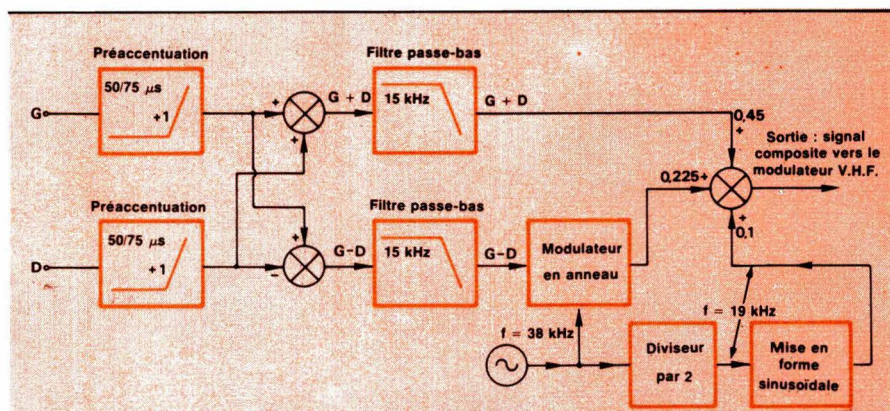 Préaccentuation
Filtre passe-bas
50/75 µs
+1
G
+
+
G + D
15 kHz
G + D
0,45
+
Sortie : signal
composite vers le
modulateur V.H.F.
0,225+
+
0,1
Préaccentuation
Filtre passe-bas
50/75 µs
+1
D
+
−
G−D
15 kHz
G−D
Modulateur
en anneau
f = 38 kHz
f = 19 kHz
Diviseur
par 2
Mise en
forme
sinusoïdale